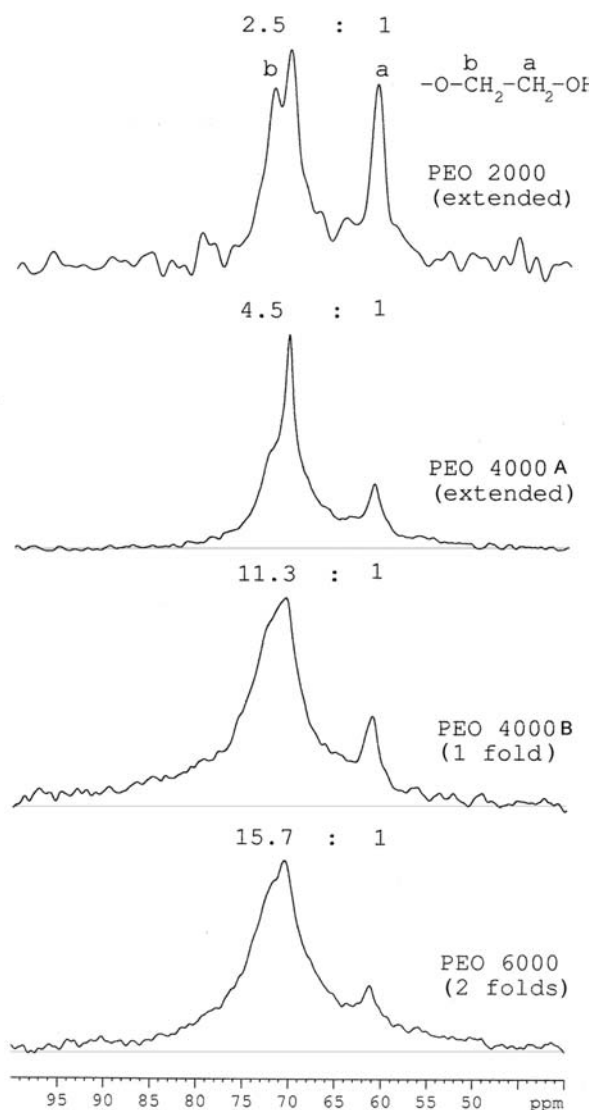 2.5 : 1
b a
b a
-O-CH2-CH2-OH
PEO 2000
(extended)
4.5 : 1
PEO 4000 A
(extended)
11.3 : 1
PEO 4000 B
(1 fold)
15.7 : 1
PEO 6000
(2 folds)
95 90 85 80 75 70 65 60 55 50 ppm